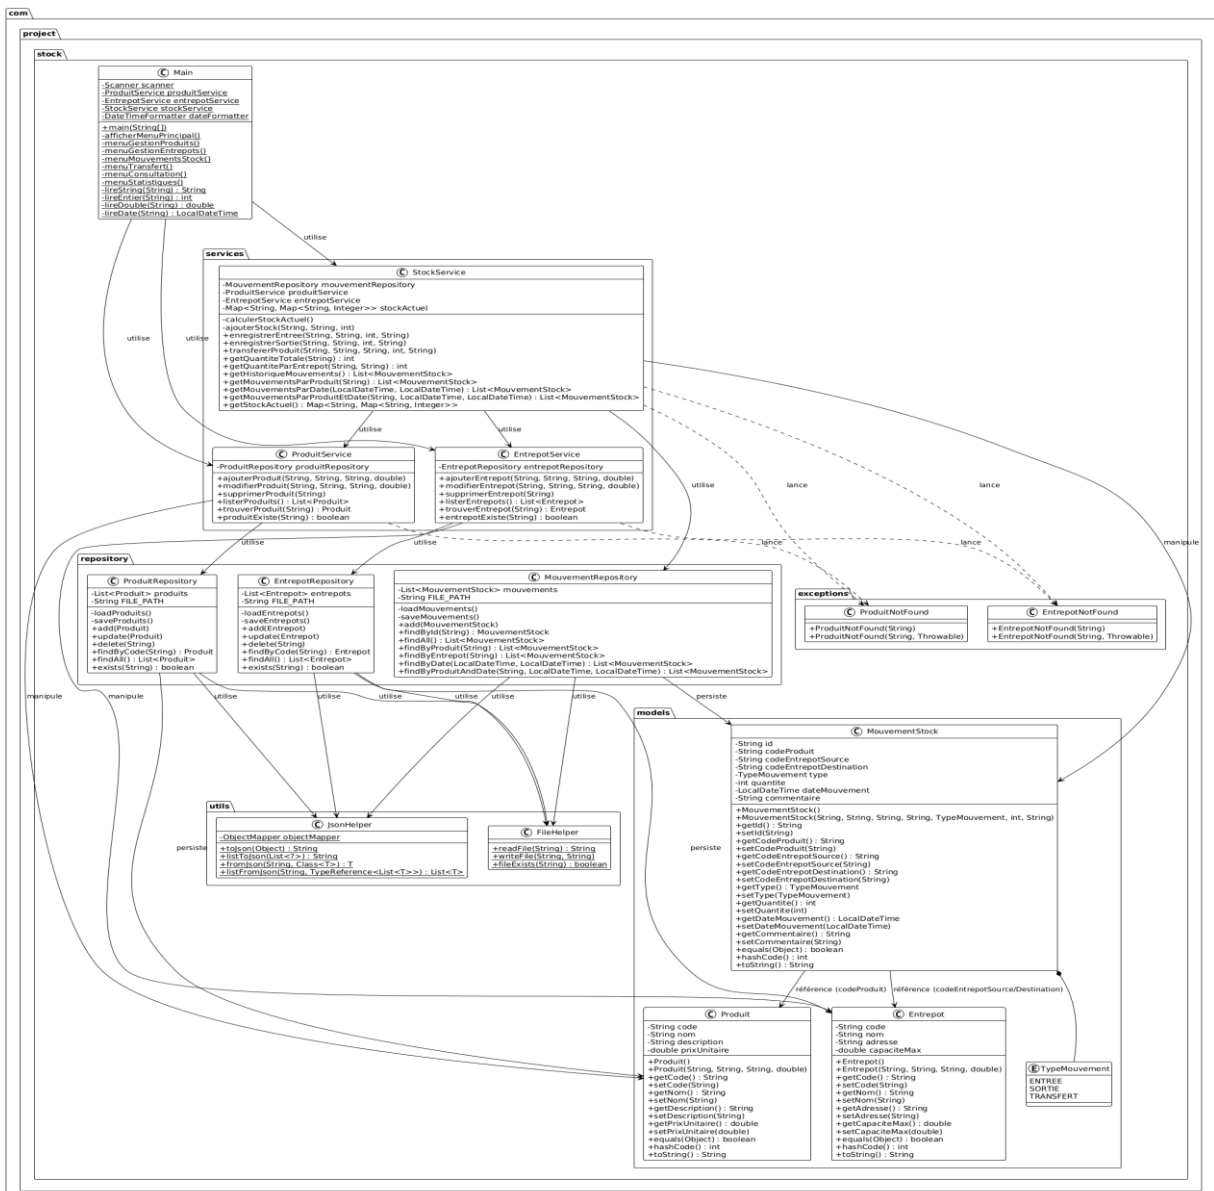 com
project
stock
C Main
-Scanner scanner
-ProduitService produitService
-EntrepotService entrepotService
-StockService stockService
-DateTimeFormatter dateFormatter
+main(String[])
-afficherMenuPrincipal()
-menuGestionProduits()
-menuGestionEntrepots()
-menuMouvementsStock()
-menuTransfert()
-menuConsultation()
-menuStatistiques()
-lireString(String) : String
-lireEntier(String) : int
-lireDouble(String) : double
-lireDate(String) : LocalDateTime
utilise
services
C StockService
-MouvementRepository mouvementRepository
-ProduitService produitService
-EntrepotService entrepotService
-Map<String, Map<String, Integer>> stockActuel
-calculerStockActuel()
-ajouterStock(String, String, int)
+enregistrerEntree(String, String, int, String)
+enregistrerSortie(String, String, int, String)
+transfererProduit(String, String, String, int, String)
+getQuantiteTotale(String) : int
+getQuantiteParEntrepot(String, String) : int
+getHistoriqueMouvements() : List<MouvementStock>
+getMouvementsParProduit(String) : List<MouvementStock>
+getMouvementsParDate(LocalDateTime, LocalDateTime) : List<MouvementStock>
+getMouvementsParProduitEtDate(String, LocalDateTime, LocalDateTime) : List<MouvementStock>
+getStockActuel() : Map<String, Map<String, Integer>>
utilise
utilise
utilise
utilise
C ProduitService
-ProduitRepository produitRepository
+ajouterProduit(String, String, String, double)
+modifierProduit(String, String, String, double)
+supprimerProduit(String)
+listerProduits() : List<Produit>
+trouverProduit(String) : Produit
+produitExiste(String) : boolean
C EntrepotService
-EntrepotRepository entrepotRepository
+ajouterEntrepot(String, String, String, double)
+modifierEntrepot(String, String, String, double)
+supprimerEntrepot(String)
+listerEntrepots() : List<Entrepot>
+trouverEntrepot(String) : Entrepot
+entrepotExiste(String) : boolean
utilise
lance
lance
utilise
utilise
lance
lance
manipule
repository
C ProduitRepository
-List<Produit> produits
-String FILE_PATH
-loadProduits()
-saveProduits()
+add(Produit)
+update(Produit)
+delete(String)
+findByCode(String) : Produit
+findAll() : List<Produit>
+exists(String) : boolean
C EntrepotRepository
-List<Entrepot> entrepots
-String FILE_PATH
-loadEntrepots()
-saveEntrepots()
+add(Entrepot)
+update(Entrepot)
+delete(String)
+findByCode(String) : Entrepot
+findAll() : List<Entrepot>
+exists(String) : boolean
C MouvementRepository
-List<MouvementStock> mouvements
-String FILE_PATH
-loadMouvements()
-saveMouvements()
+add(MouvementStock)
+findById(String) : MouvementStock
+findAll() : List<MouvementStock>
+findByProduit(String) : List<MouvementStock>
+findByEntrepot(String) : List<MouvementStock>
+findByDate(LocalDateTime, LocalDateTime) : List<MouvementStock>
+findByProduitAndDate(String, LocalDateTime, LocalDateTime) : List<MouvementStock>
exceptions
C ProduitNotFound
+ProduitNotFound(String)
+ProduitNotFound(String, Throwable)
C EntrepotNotFound
+EntrepotNotFound(String)
+EntrepotNotFound(String, Throwable)
manipule
manipule
utilise
utilise
utilise
utilise
utilise
utilise
persiste
models
C MouvementStock
-String id
-String codeProduit
-String codeEntrepotSource
-String codeEntrepotDestination
-TypeMouvement type
-int quantite
-LocalDateTime dateMouvement
-String commentaire
+MouvementStock()
+MouvementStock(String, String, String, String, TypeMouvement, int, String)
+getId() : String
+setId(String)
+getCodeProduit() : String
+setCodeProduit(String)
+getCodeEntrepotSource() : String
+setCodeEntrepotSource(String)
+getCodeEntrepotDestination() : String
+setCodeEntrepotDestination(String)
+getType() : TypeMouvement
+setType(TypeMouvement)
+getQuantite() : int
+setQuantite(int)
+getDateMouvement() : LocalDateTime
+setDateMouvement(LocalDateTime)
+getCommentaire() : String
+setCommentaire(String)
+equals(Object) : boolean
+hashCode() : int
+toString() : String
utils
C JsonHelper
-ObjectMapper objectMapper
+toJson(Object) : String
+listToJson(List<?>) : String
+fromJson(String, Class<T>) : T
+listFromJson(String, TypeReference<List<T>>) : List<T>
C FileHelper
+readFile(String) : String
+writeFile(String, String)
+fileExists(String) : boolean
persiste
persiste
référence (codeProduit)
référence (codeEntrepotSource/Destination)
C Produit
-String code
-String nom
-String description
-double prixUnitaire
+Produit()
+Produit(String, String, String, double)
+getCode() : String
+setCode(String)
+getNom() : String
+setNom(String)
+getDescription() : String
+setDescription(String)
+getPrixUnitaire() : double
+setPrixUnitaire(double)
+equals(Object) : boolean
+hashCode() : int
+toString() : String
C Entrepot
-String code
-String nom
-String adresse
-double capaciteMax
+Entrepot()
+Entrepot(String, String, String, double)
+getCode() : String
+setCode(String)
+getNom() : String
+setNom(String)
+getAdresse() : String
+setAdresse(String)
+getCapaciteMax() : double
+setCapaciteMax(double)
+equals(Object) : boolean
+hashCode() : int
+toString() : String
E TypeMouvement
ENTREE
SORTIE
TRANSFERT